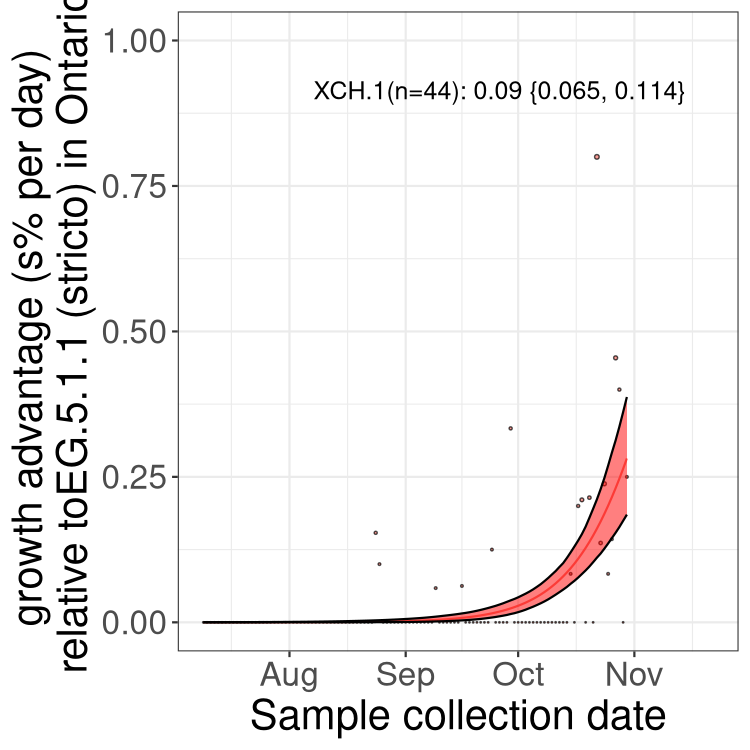 growth advantage (s% per day)
relative toEG.5.1.1 (stricto) in Ontario
1.00
0.75
0.50
0.25
0.00
XCH.1(n=44): 0.09 {0.065, 0.114}
Aug
Sep
Oct
Nov
Sample collection date